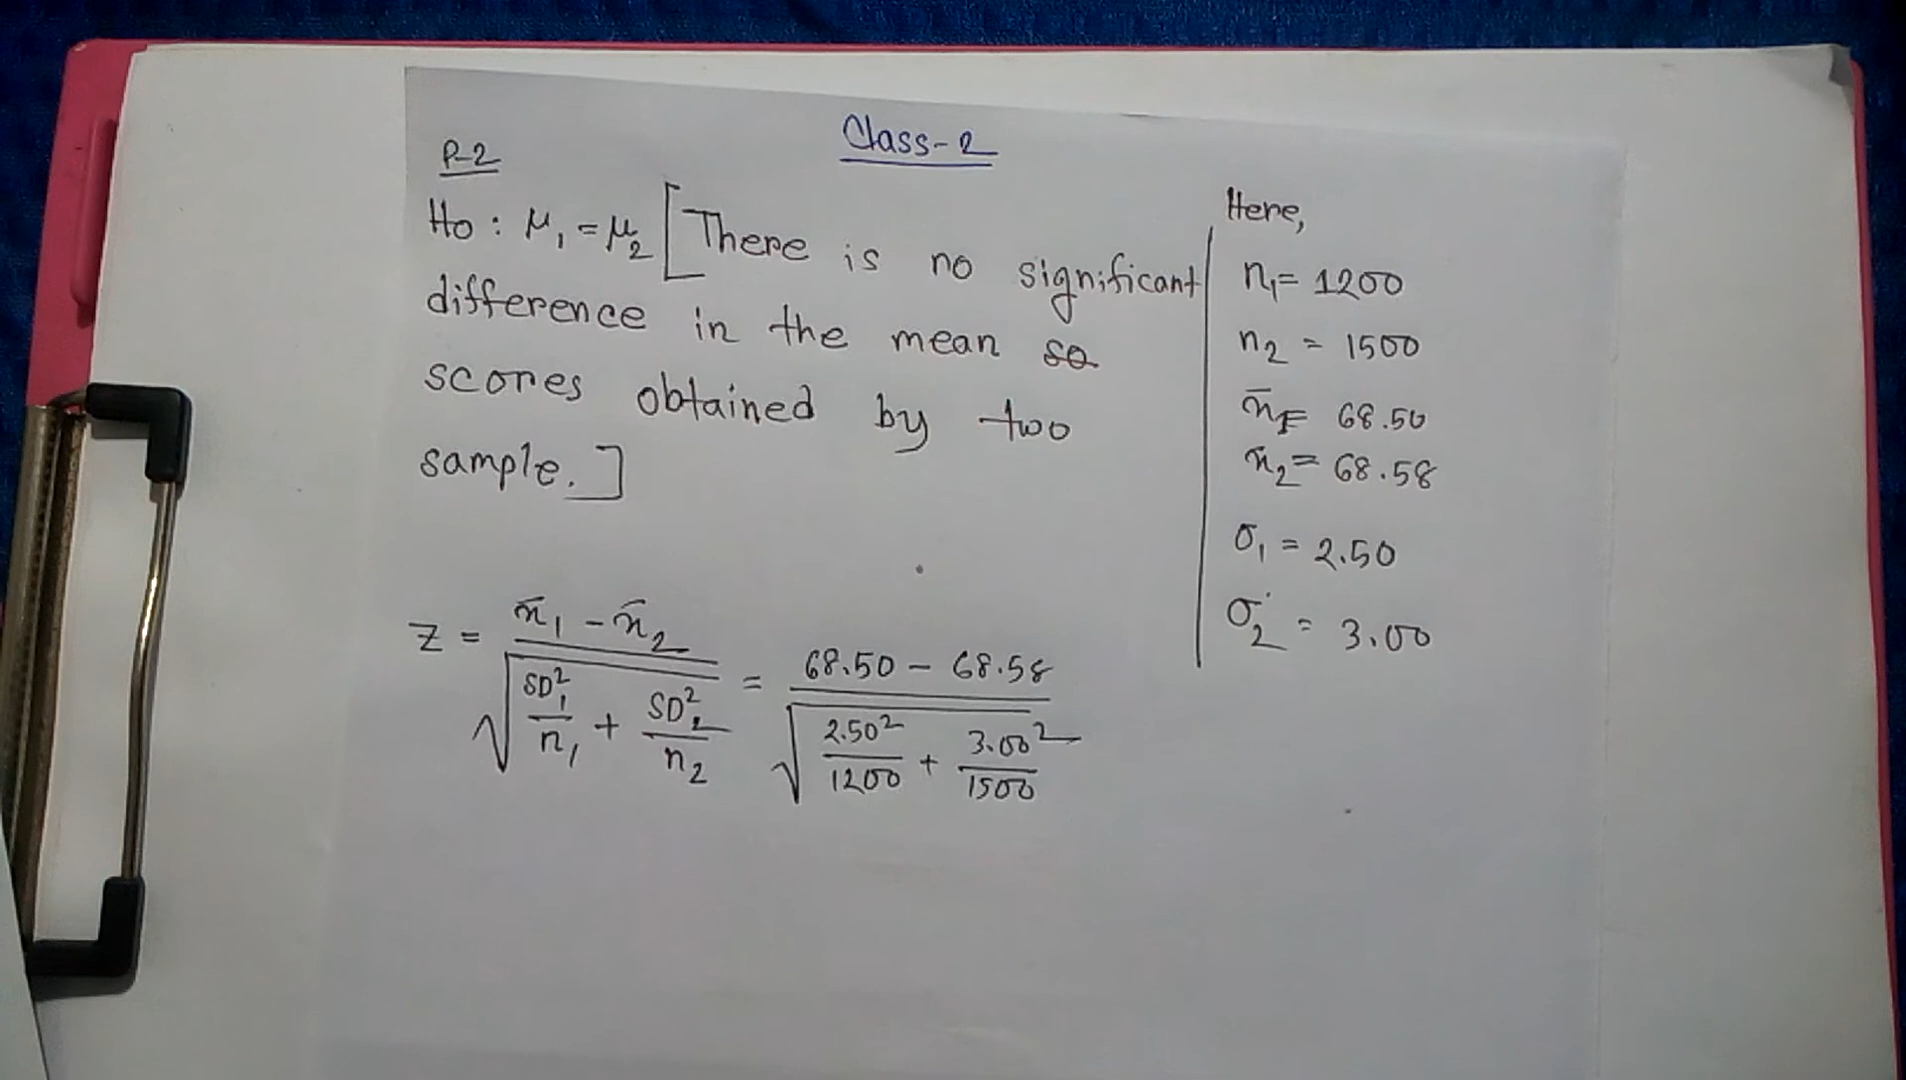 Class-2
P-2
Ho : μ₁ = μ₂ [There is no significant
difference in the mean so
scores obtained by two
sample.]
Here,
n₁ = 1200
n₂ = 1500
x̄₁ = 68.50
x̄₂ = 68.58
σ₁ = 2.50
σ₂ = 3.00
z = (x̄₁ - x̄₂) / √(SD₁²/n₁ + SD₂²/n₂) = (68.50 - 68.58) / √(2.50²/1200 + 3.00²/1500)